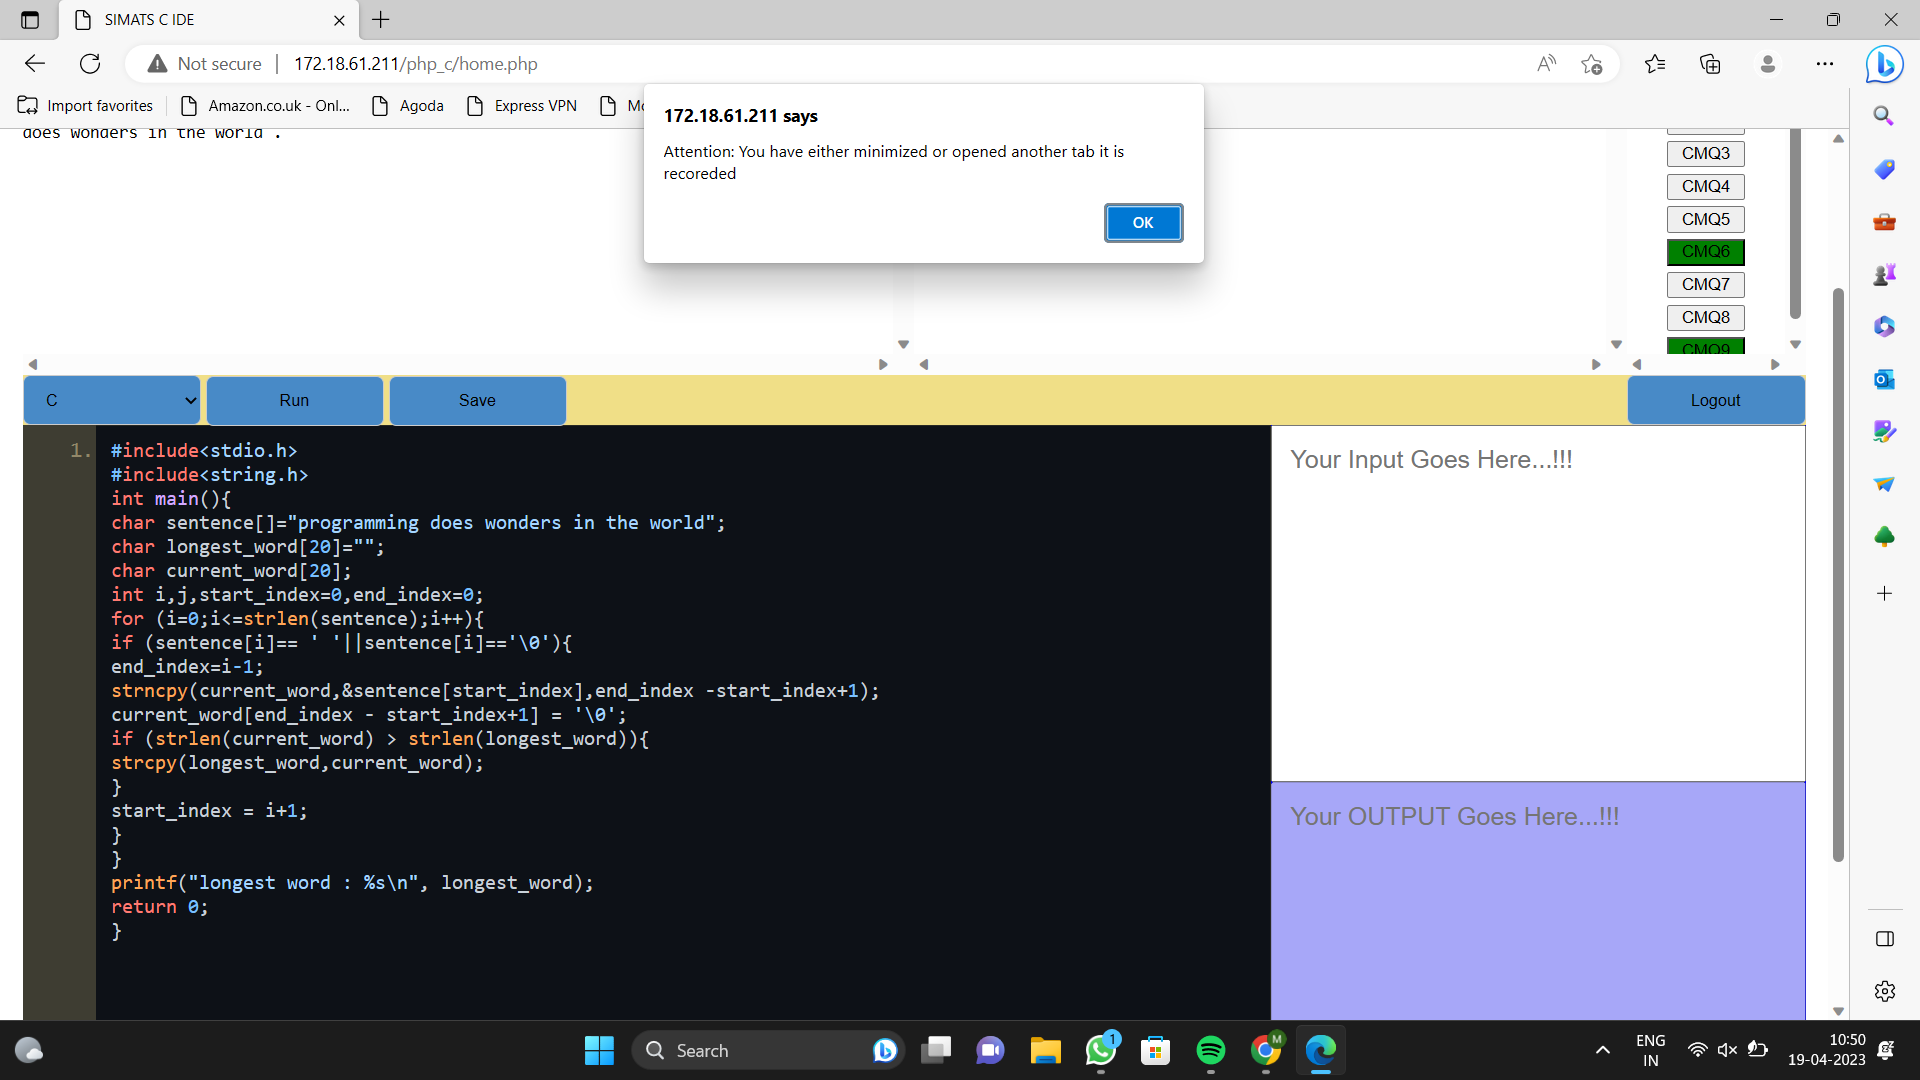 SIMATS C IDE
Not secure
172.18.61.211/php_c/home.php
Import favorites
Amazon.co.uk - Onl...
Agoda
Express VPN
does wonders in the world .
172.18.61.211 says
Attention: You have either minimized or opened another tab it is
recoreded
OK
CMQ3
CMQ4
CMQ5
CMQ6
CMQ7
CMQ8
CMQ9
C
Run
Save
Logout
1.
#include<stdio.h>
#include<string.h>
int main(){
char sentence[]="programming does wonders in the world";
char longest_word[20]="";
char current_word[20];
int i,j,start_index=0,end_index=0;
for (i=0;i<=strlen(sentence);i++){
if (sentence[i]== ' '||sentence[i]=='\0'){
end_index=i-1;
strncpy(current_word,&sentence[start_index],end_index -start_index+1);
current_word[end_index - start_index+1] = '\0';
if (strlen(current_word) > strlen(longest_word)){
strcpy(longest_word,current_word);
}
start_index = i+1;
}
}
printf("longest word : %s\n", longest_word);
return 0;
}
Your Input Goes Here...!!!
Your OUTPUT Goes Here...!!!
Search
1
M
ENG
IN
10:50
19-04-2023